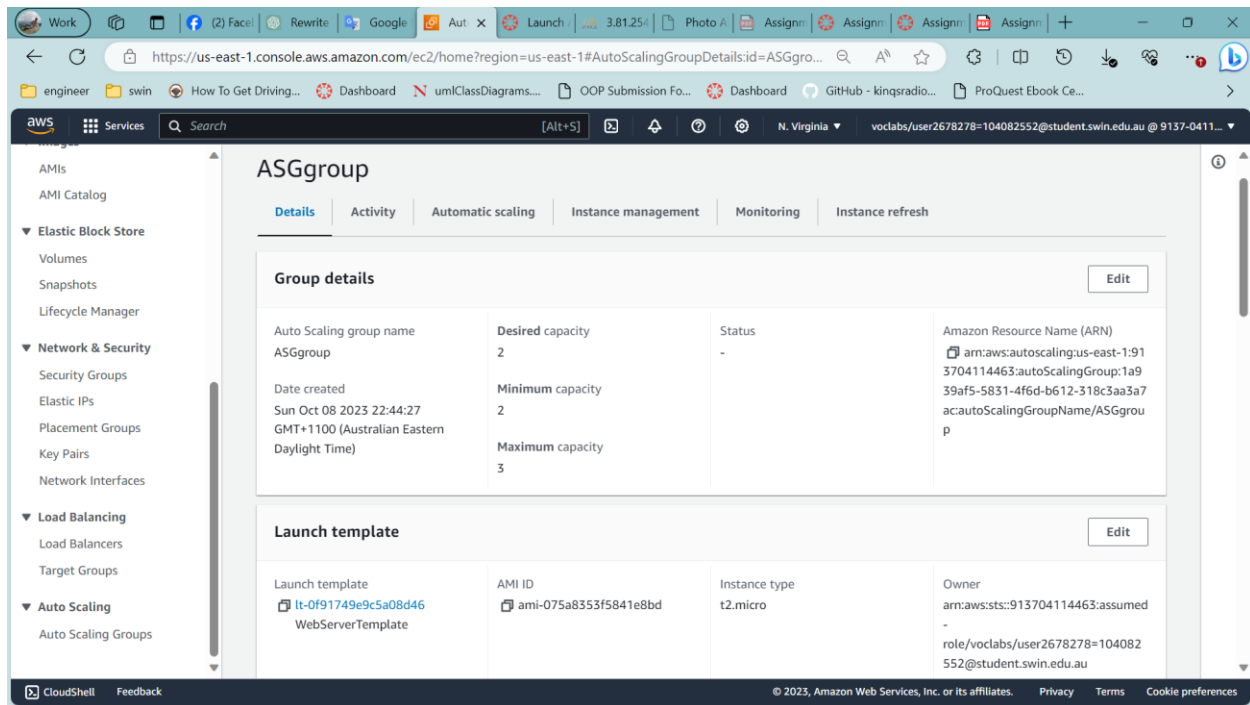 Work
(2) Facel
Rewrite
Google
Aut
Launch
3.81.254
Photo A
Assignm
Assignm
Assignm
Assignm
https://us-east-1.console.aws.amazon.com/ec2/home?region=us-east-1#AutoScalingGroupDetails:id=ASGgro...
engineer
swin
How To Get Driving...
Dashboard
umlClassDiagrams....
OOP Submission Fo...
Dashboard
GitHub - kingsradio...
ProQuest Ebook Ce...
aws
Services
Search
[Alt+S]
N. Virginia
voclabs/user2678278=104082552@student.swin.edu.au @ 9137-0411...
AMIs
AMI Catalog
Elastic Block Store
Volumes
Snapshots
Lifecycle Manager
Network & Security
Security Groups
Elastic IPs
Placement Groups
Key Pairs
Network Interfaces
Load Balancing
Load Balancers
Target Groups
Auto Scaling
Auto Scaling Groups
ASGgroup
Details
Activity
Automatic scaling
Instance management
Monitoring
Instance refresh
Group details
Edit
Auto Scaling group name
ASGgroup
Date created
Sun Oct 08 2023 22:44:27
GMT+1100 (Australian Eastern
Daylight Time)
Desired capacity
2
Minimum capacity
2
Maximum capacity
3
Status
-
Amazon Resource Name (ARN)
arn:aws:autoscaling:us-east-1:91
3704114463:autoScalingGroup:1a9
39af5-5831-4f6d-b612-318c3aa3a7
ac:autoScalingGroupName/ASGgrou
p
Launch template
Edit
Launch template
lt-0f91749e9c5a08d46
WebServerTemplate
AMI ID
ami-075a8353f5841e8bd
Instance type
t2.micro
Owner
arn:aws:sts::913704114463:assumed
-
role/voclabs/user2678278=104082
552@student.swin.edu.au
CloudShell
Feedback
© 2023, Amazon Web Services, Inc. or its affiliates.
Privacy
Terms
Cookie preferences